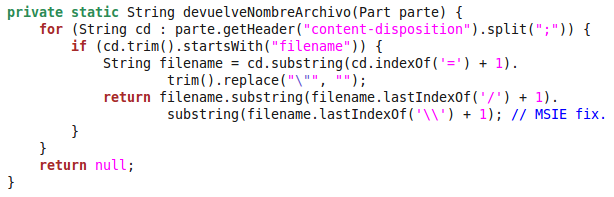 private static String devuelveNombreArchivo(Part parte) {
    for (String cd : parte.getHeader("content-disposition").split(";")) {
        if (cd.trim().startsWith("filename")) {
            String filename = cd.substring(cd.indexOf('=') + 1).
                    trim().replace("\"", "");
            return filename.substring(filename.lastIndexOf('/') + 1).
                    substring(filename.lastIndexOf('\\') + 1); // MSIE fix.
        }
    }
    return null;
}